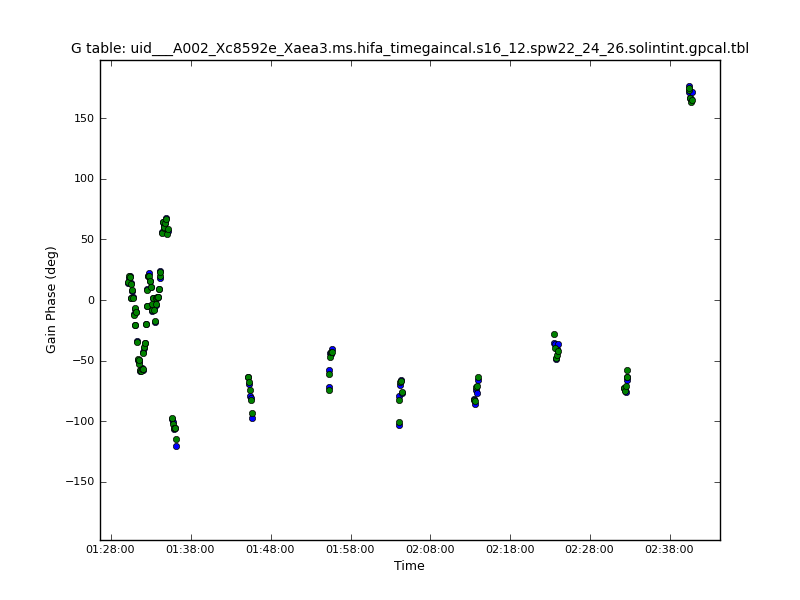 G table: uid___A002_Xc8592e_Xaea3.ms.hifa_timegaincal.s16_12.spw22_24_26.solintint.gpcal.tbl
150
100
50
0
−50
−100
−150
Gain Phase (deg)
01:28:00 01:38:00 01:48:00 01:58:00 02:08:00 02:18:00 02:28:00 02:38:00
Time